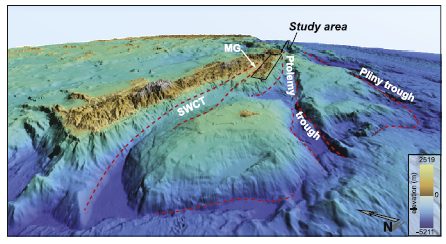 Study area
MG
Ptolemy
trough
Pliny trough
SWCT
2519
0
-5211
elevation (m)
N